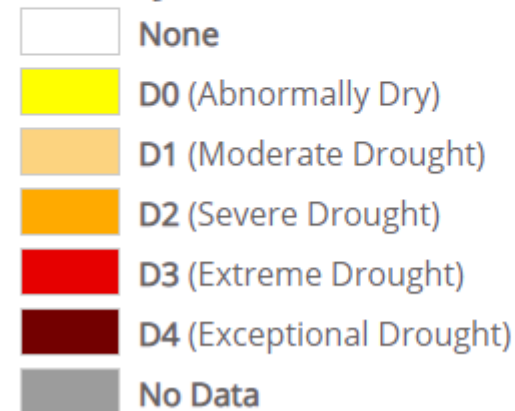 None
D0 (Abnormally Dry)
D1 (Moderate Drought)
D2 (Severe Drought)
D3 (Extreme Drought)
D4 (Exceptional Drought)
No Data